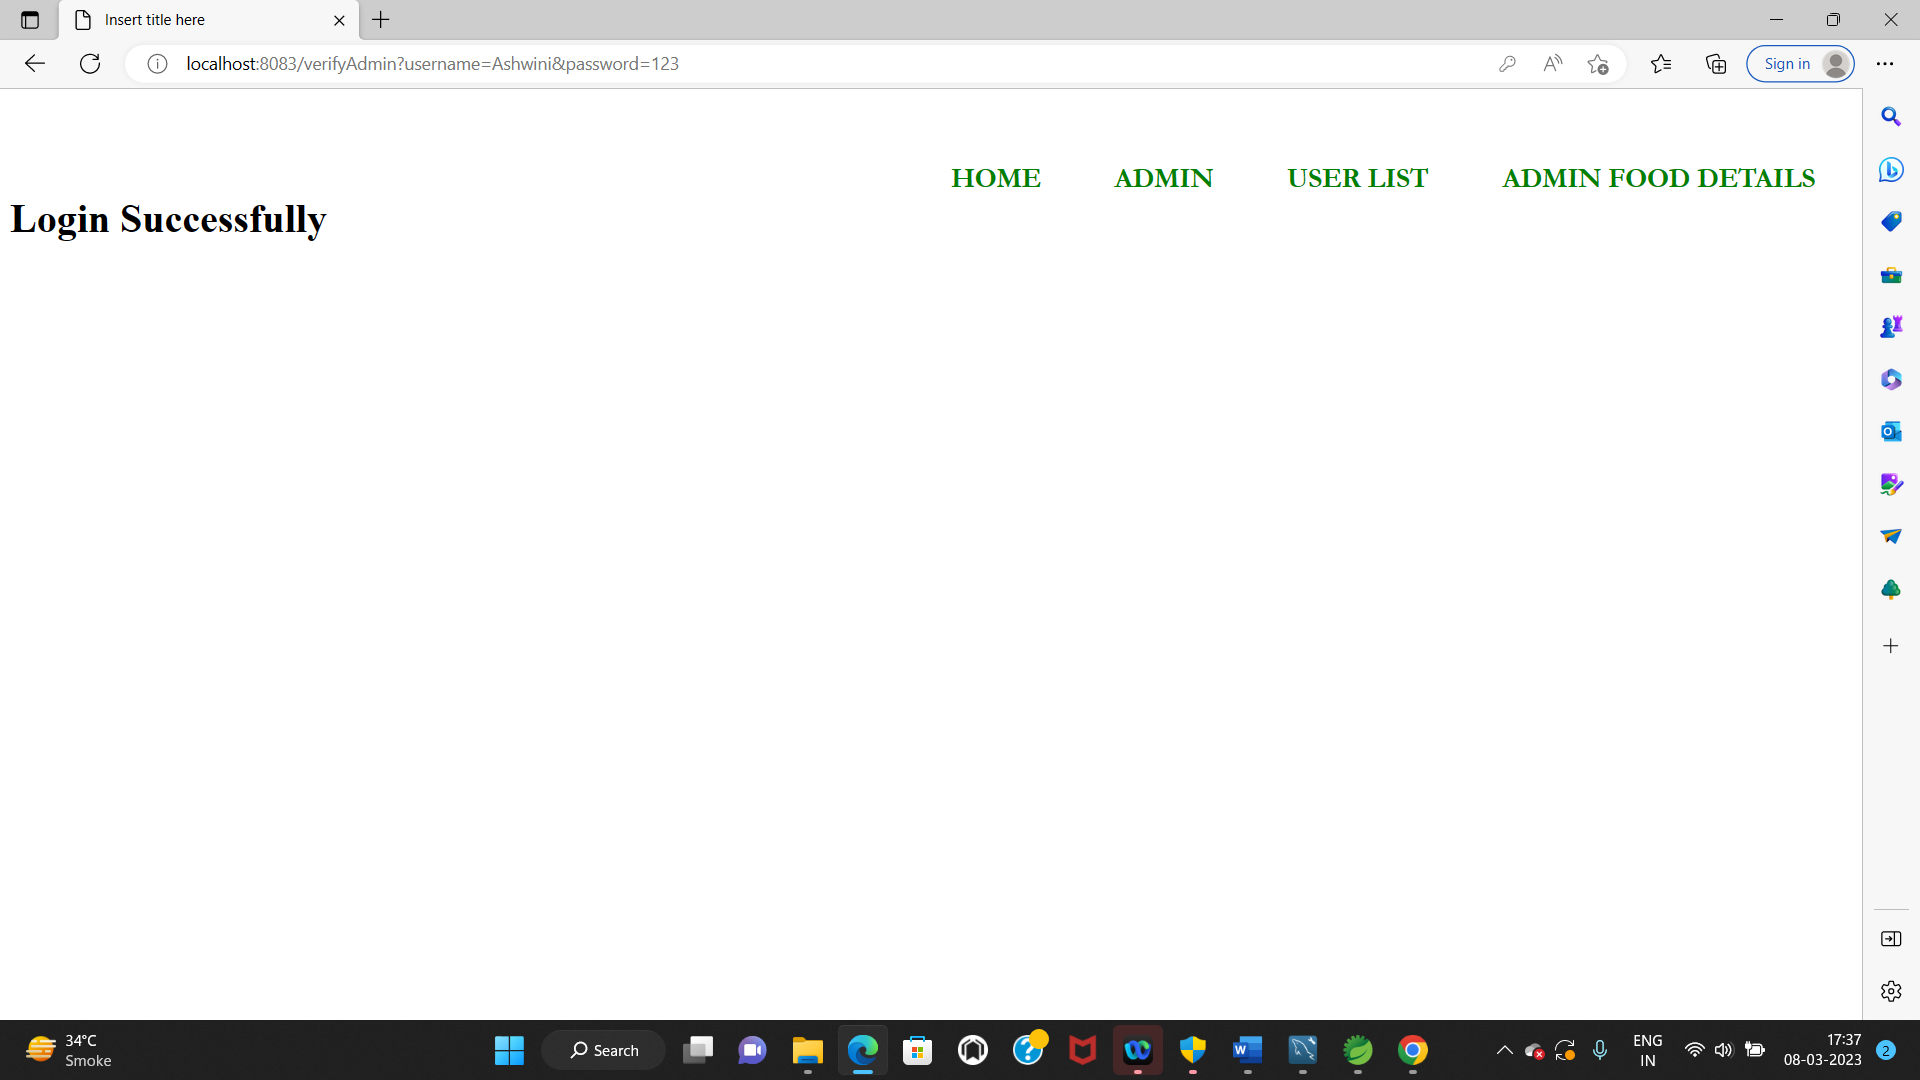 Insert title here
localhost:8083/verifyAdmin?username=Ashwini&password=123
Sign in
HOME ADMIN USER LIST ADMIN FOOD DETAILS
Login Successfully
34°C
Smoke
Search
ENG
IN
17:37
08-03-2023
2